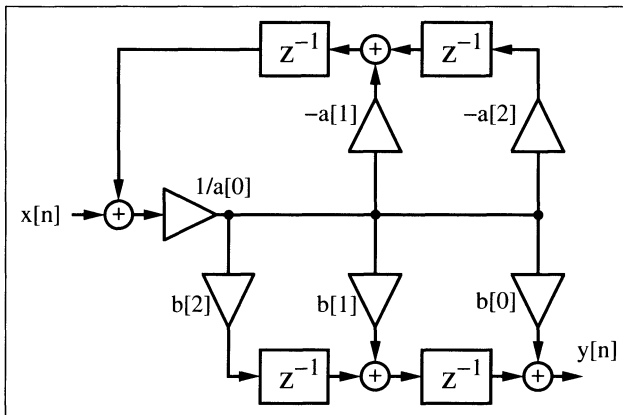 z⁻¹
z⁻¹
+
-a[1]
-a[2]
1/a[0]
x[n]
+
b[2]
b[1]
b[0]
y[n]
z⁻¹
+
z⁻¹
+